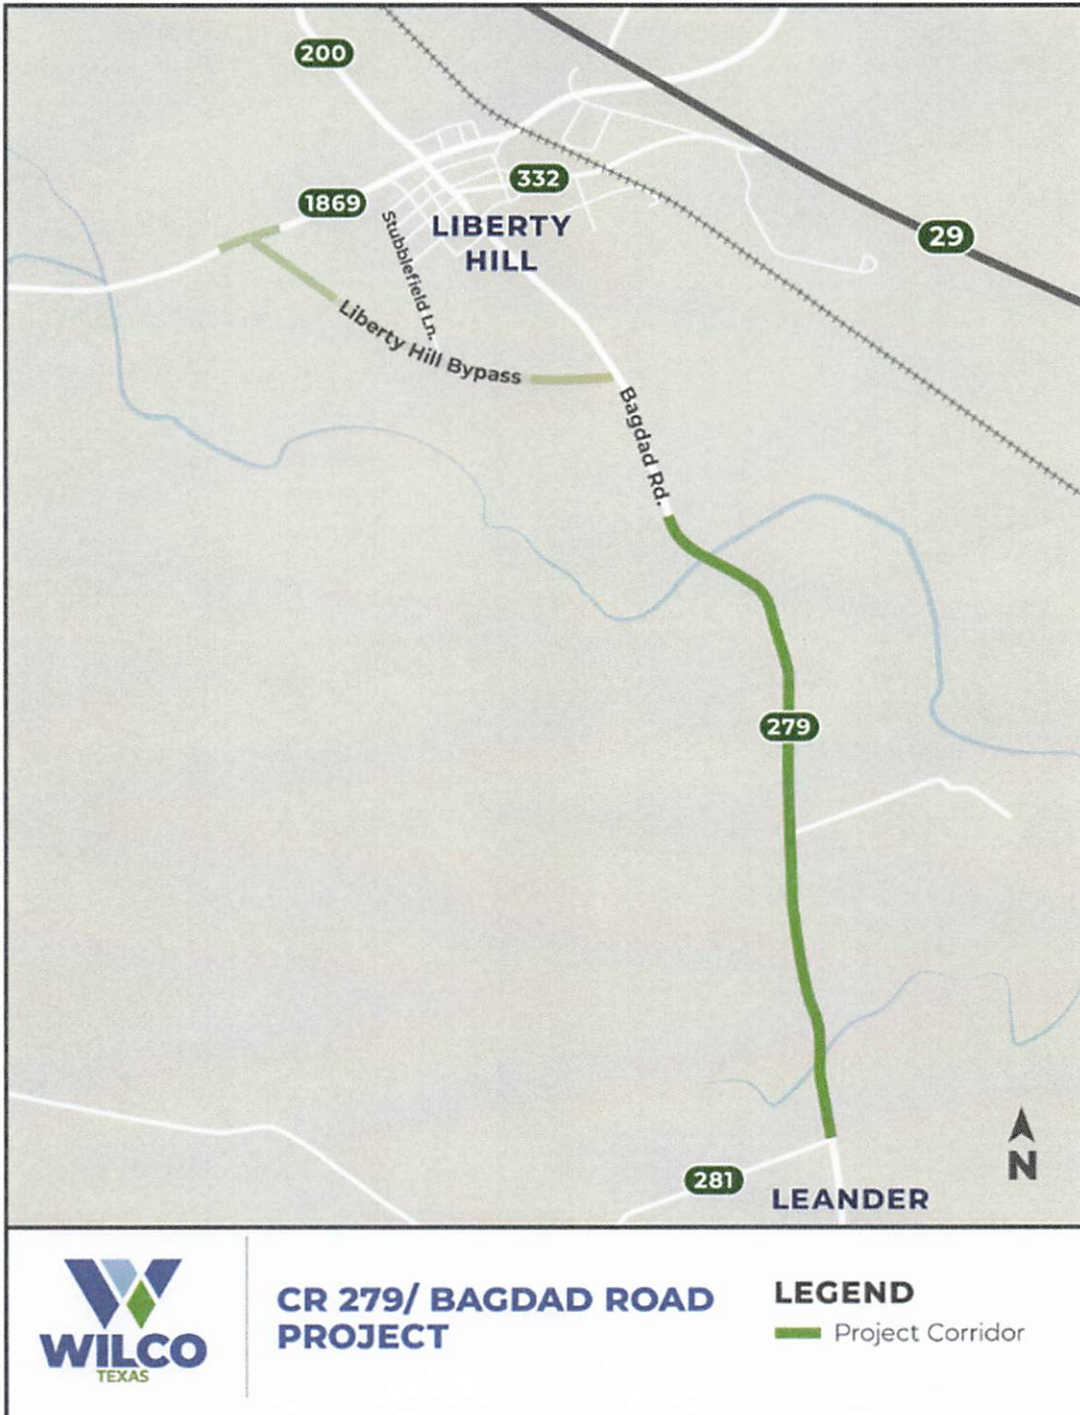 200
332
1869
LIBERTY
HILL
29
Stubblefield Ln.
Liberty Hill Bypass
Bagdad Rd.
279
N
281
LEANDER
WILCO
TEXAS
CR 279/ BAGDAD ROAD
PROJECT
LEGEND
Project Corridor